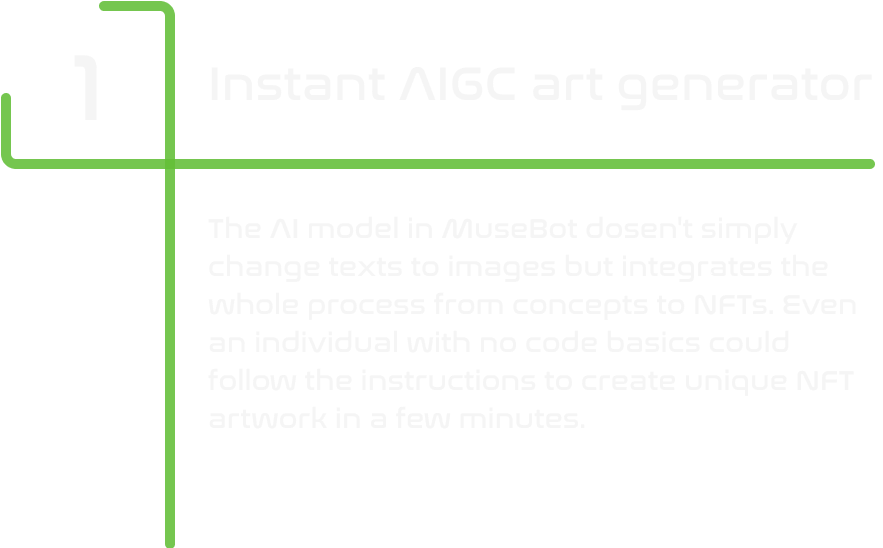 1
Instant AIGC art generator
The AI model in MuseBot dosen't simply
change texts to images but integrates the
whole process from concepts to NFTs. Even
an individual with no code basics could
follow the instructions to create unique NFT
artwork in a few minutes.